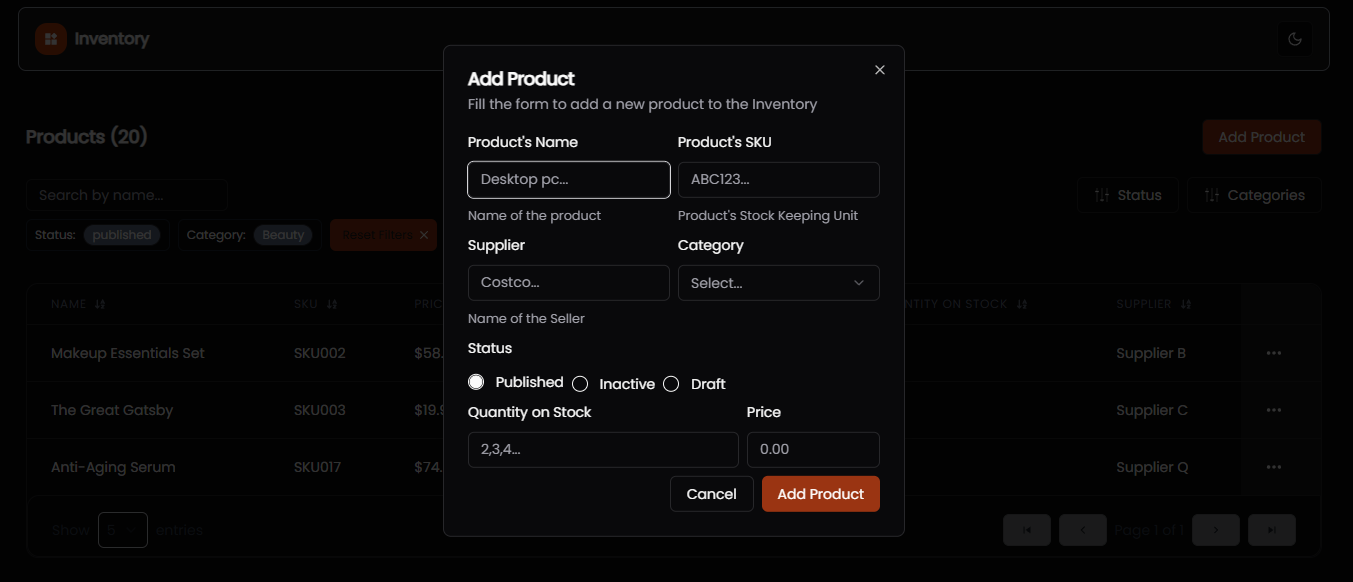 Inventory
Add Product
Fill the form to add a new product to the Inventory
Products (20)
Add Product
Product's Name Product's SKU
Desktop pc... ABC123...
Search by name...
Status Categories
Name of the product Product's Stock Keeping Unit
Status: published Category: Beauty Reset Filters
Supplier Category
Costco... Select...
NAME SKU PRIC NTITY ON STOCK SUPPLIER
Name of the Seller
Status
Makeup Essentials Set SKU002 $58. Supplier B
Published Inactive Draft
The Great Gatsby SKU003 $19.9 Supplier C
Quantity on Stock Price
2,3,4... 0.00
Anti-Aging Serum SKU017 $74. Supplier Q
Cancel Add Product
Show 5 entries Page 1 of 1